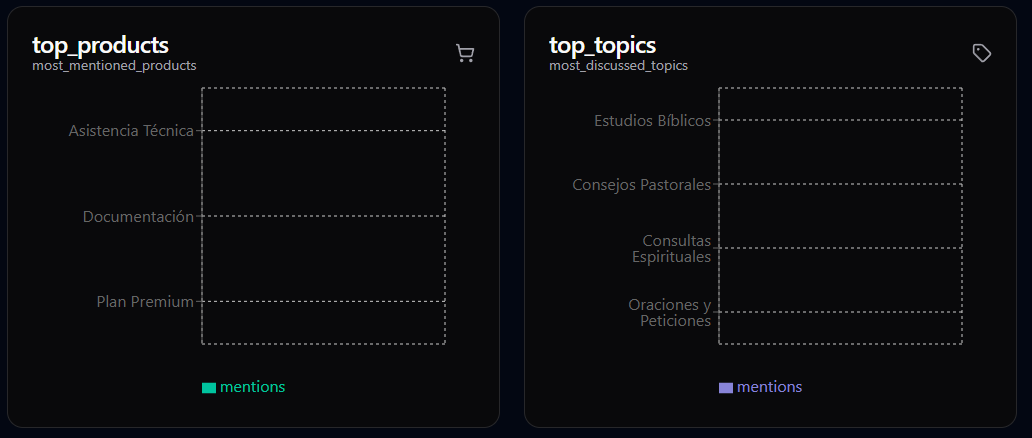 top_products
most_mentioned_products
Asistencia Técnica
Documentación
Plan Premium
mentions
top_topics
most_discussed_topics
Estudios Bíblicos
Consejos Pastorales
Consultas
Espirituales
Oraciones y
Peticiones
mentions